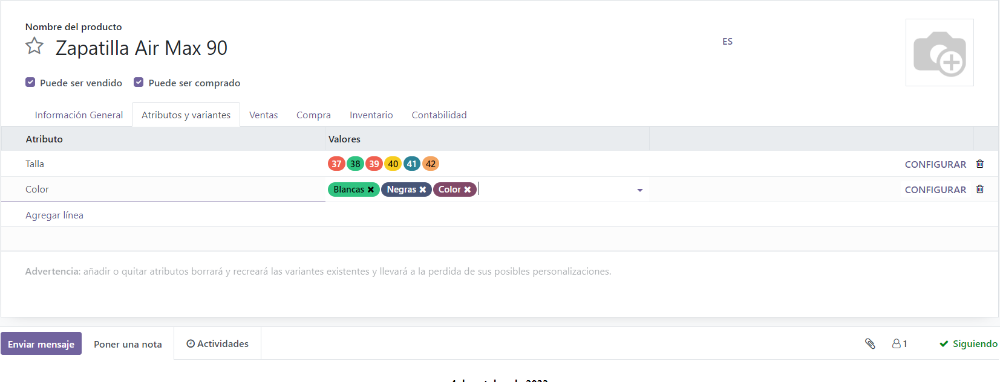 Nombre del producto
Zapatilla Air Max 90
ES
Puede ser vendido Puede ser comprado
Información General Atributos y variantes Ventas Compra Inventario Contabilidad
Atributo Valores
Talla 37 38 39 40 41 42 CONFIGURAR
Color Blancas Negras Color CONFIGURAR
Agregar línea
Advertencia: añadir o quitar atributos borrará y recreará las variantes existentes y llevará a la perdida de sus posibles personalizaciones.
Enviar mensaje Poner una nota Actividades 1 Siguiendo